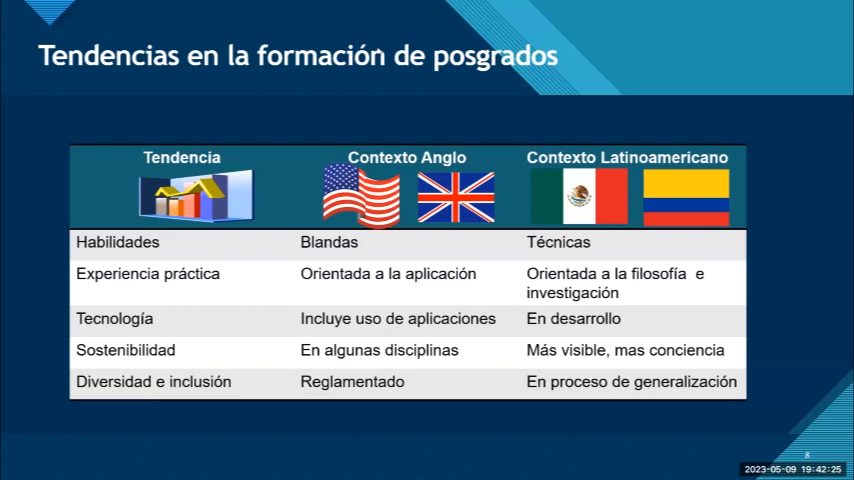 Tendencias en la formación de posgrados
Tendencia Contexto Anglo Contexto Latinoamericano
Habilidades Blandas Técnicas
Experiencia práctica Orientada a la aplicación Orientada a la filosofía e
investigación
Tecnología Incluye uso de aplicaciones En desarrollo
Sostenibilidad En algunas disciplinas Más visible, mas conciencia
Diversidad e inclusión Reglamentado En proceso de generalización
8
2023-05-09 19:42:25